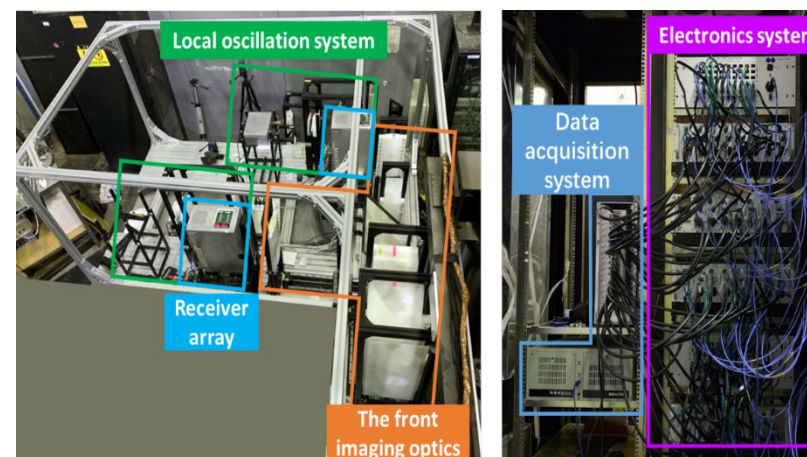 Local oscillation system
Receiver
array
The front
imaging optics
Electronics system
Data
acquisition
system